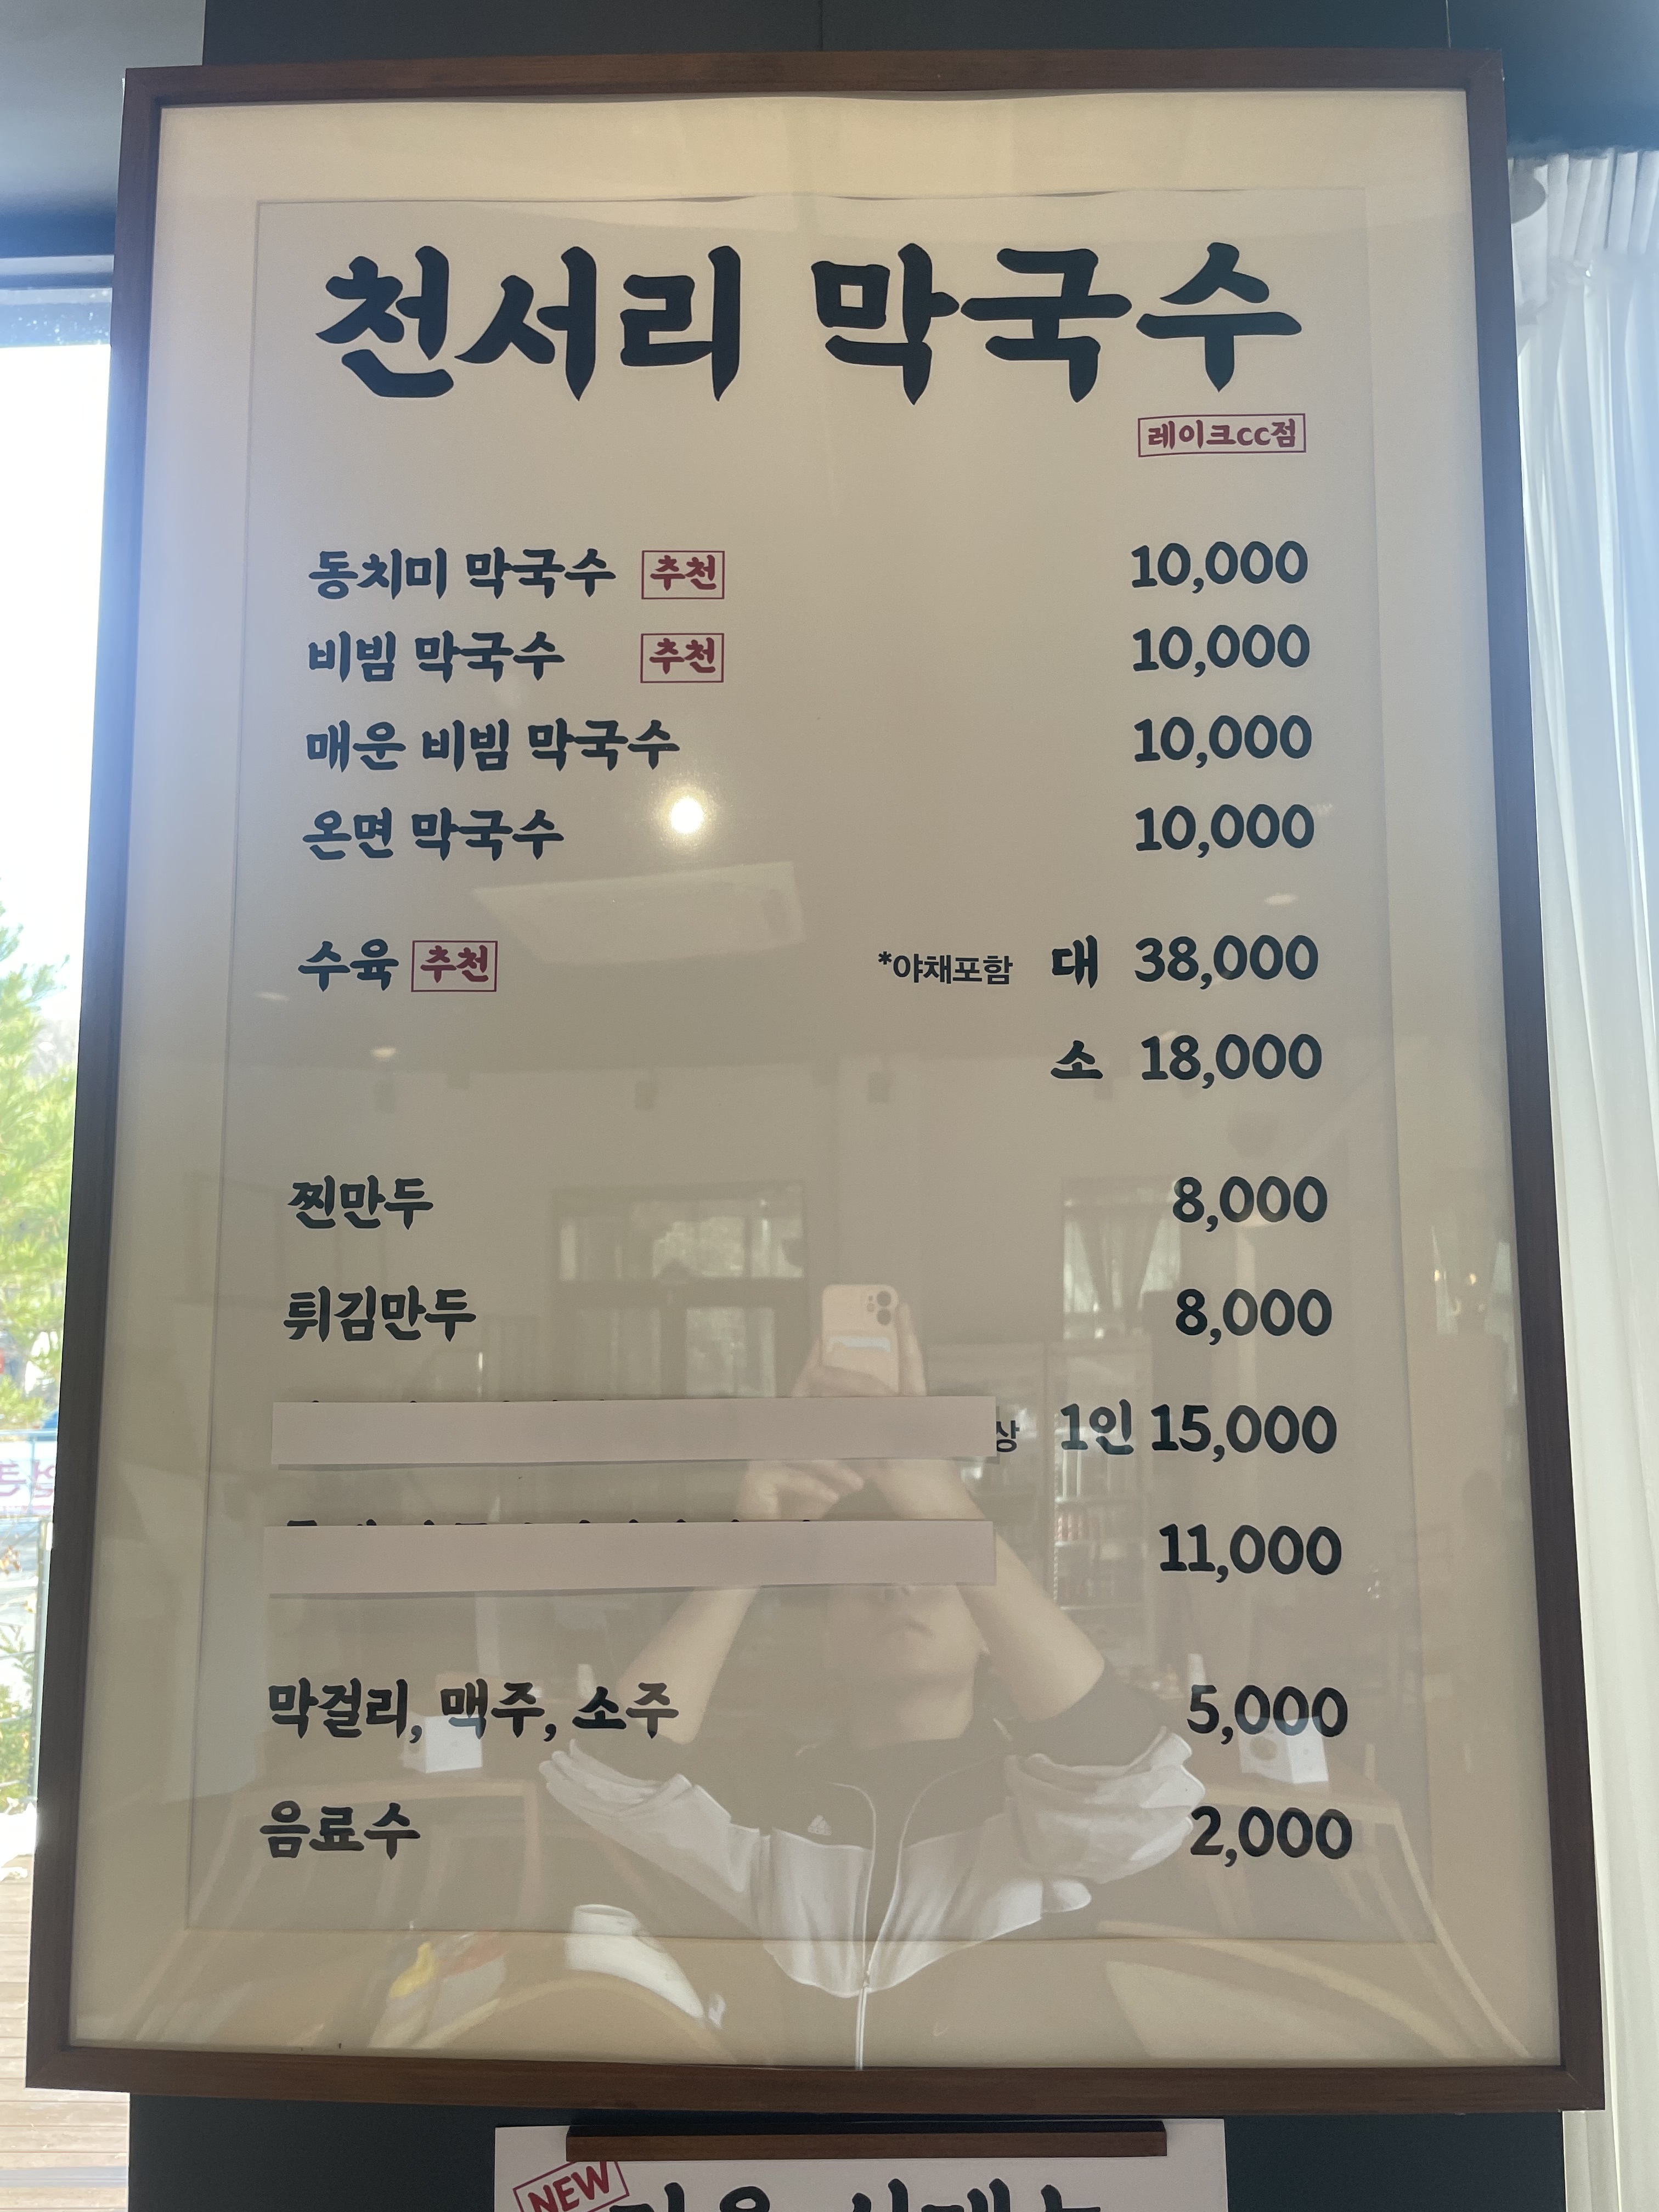 천서리 막국수
레이크cc점
동치미 막국수 추천 10,000
비빔 막국수 추천 10,000
매운 비빔 막국수 10,000
온면 막국수 10,000
수육 추천 *야채포함 대 38,000
소 18,000
찐만두 8,000
튀김만두 8,000
상 1인 15,000
11,000
막걸리, 맥주, 소주 5,000
음료수 2,000
NEW